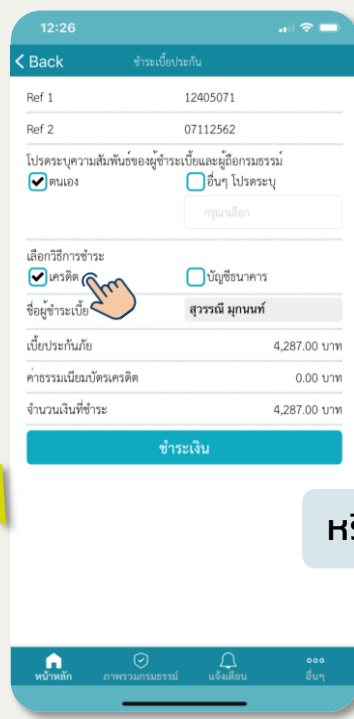 12:26
Back ชำระเบี้ยประกัน
Ref 1 12405071
Ref 2 07112562
โปรดระบุความสัมพันธ์ของผู้ชำระเบี้ยและผู้ถือกรมธรรม์
ตนเอง อื่นๆ โปรดระบุ
กรุณาเลือก
เลือกวิธีการชำระ
เครดิต บัญชีธนาคาร
ชื่อผู้ชำระเบี้ย สุวรรณี มุกนนท์
เบี้ยประกันภัย 4,287.00 บาท
ค่าธรรมเนียมบัตรเครดิต 0.00 บาท
จำนวนเงินที่ชำระ 4,287.00 บาท
ชำระเงิน
หน้าหลัก ภาพรวมกรมธรรม์ แจ้งเตือน อื่นๆ